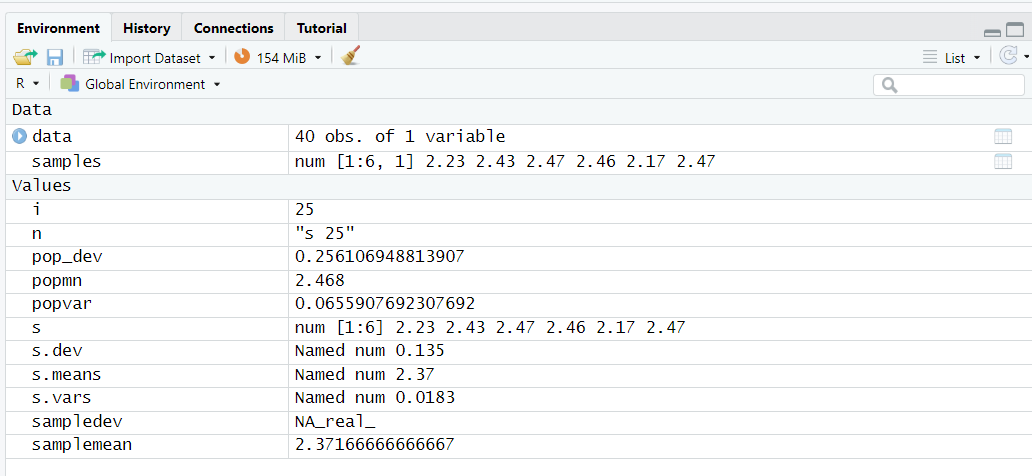 Environment History Connections Tutorial
Import Dataset 154 MiB List
R Global Environment
Data
data 40 obs. of 1 variable
samples num [1:6, 1] 2.23 2.43 2.47 2.46 2.17 2.47
Values
i 25
n "s 25"
pop_dev 0.256106948813907
popmn 2.468
popvar 0.0655907692307692
s num [1:6] 2.23 2.43 2.47 2.46 2.17 2.47
s.dev Named num 0.135
s.means Named num 2.37
s.vars Named num 0.0183
sampledev NA_real_
samplemean 2.37166666666667